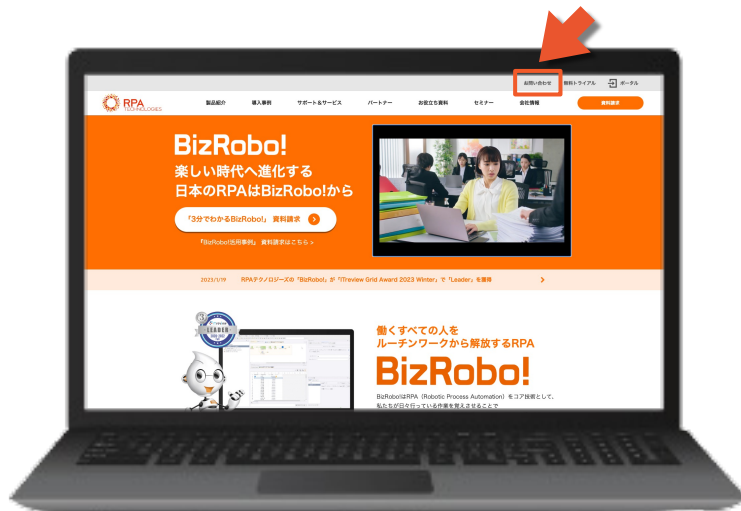 お問い合わせ 無料トライアル ポータル
RPA TECHNOLOGIES
製品紹介 導入事例 サポート＆サービス パートナー お役立ち資料 セミナー 会社情報 資料請求
BizRobo!
楽しい時代へ進化する
日本のRPAはBizRobo!から
「3分でわかるBizRobo!」 資料請求
「BizRobo!活用事例」 資料請求はこちら >
2023/1/19 RPAテクノロジーズの「BizRobo!」が「ITreview Grid Award 2023 Winter」で「Leader」を獲得
LEADER
働くすべての人を
ルーチンワークから解放するRPA
BizRobo!
BizRobo!はRPA（Robotic Process Automation）をコア技術として、
私たちが日々行っている作業を覚えさせることで